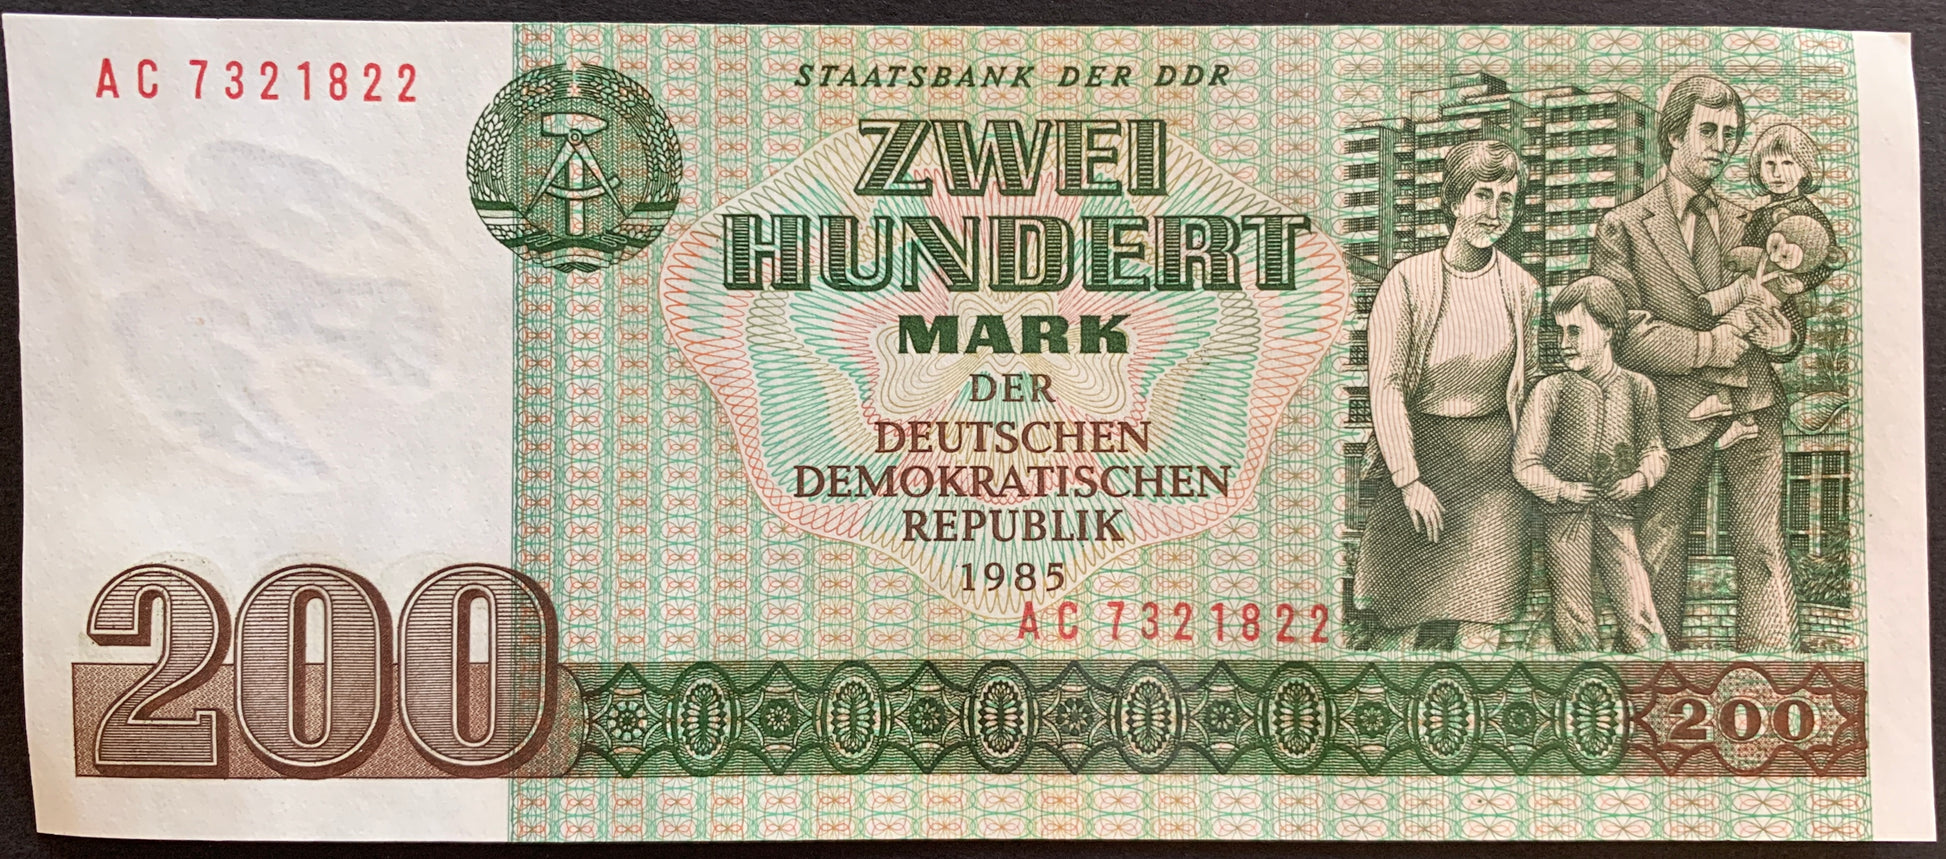 AC 7321822
STAATSBANK DER DDR
ZWEI
HUNDERT
MARK
DER
DEUTSCHEN
DEMOKRATISCHEN
REPUBLIK
1985
AC 7321822
200
200